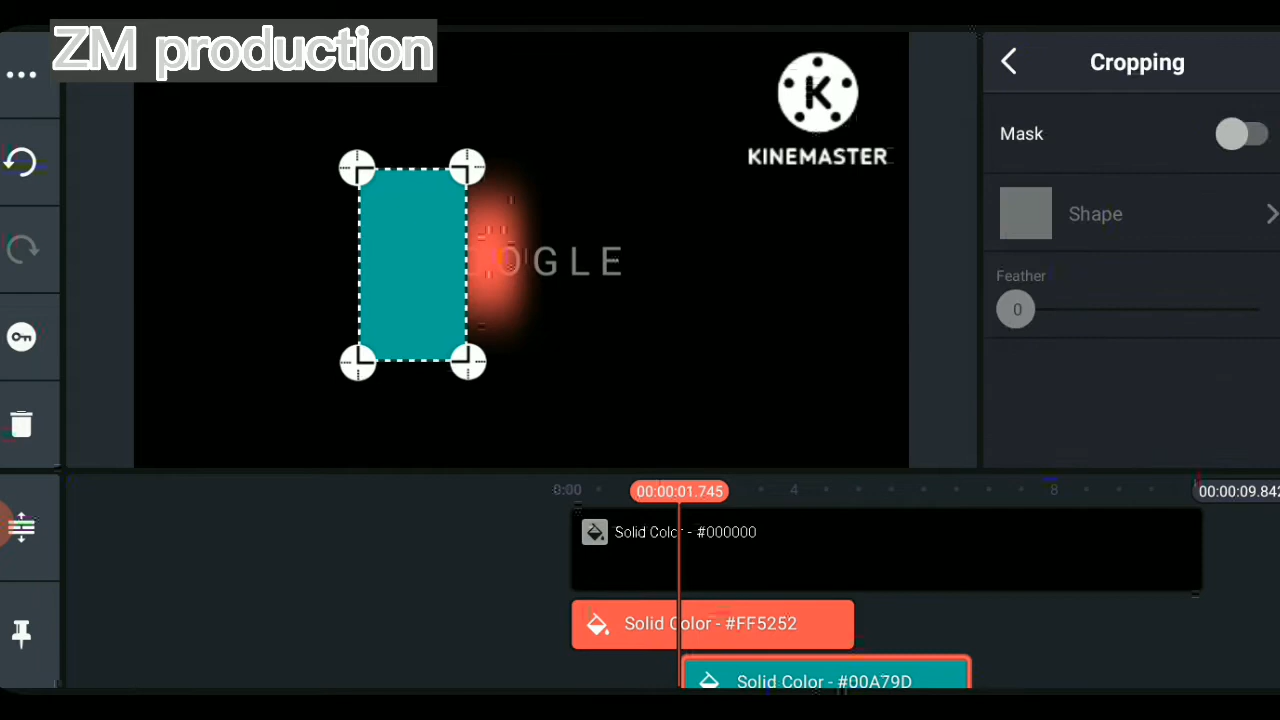 ZM production
Cropping
K
KINEMASTER
Mask
Shape
OGLE
Feather
0
0:00
00:00:01.745
4
8
00:00:09.842
Solid Color - #000000
Solid Color - #FF5252
Solid Color - #00A79D